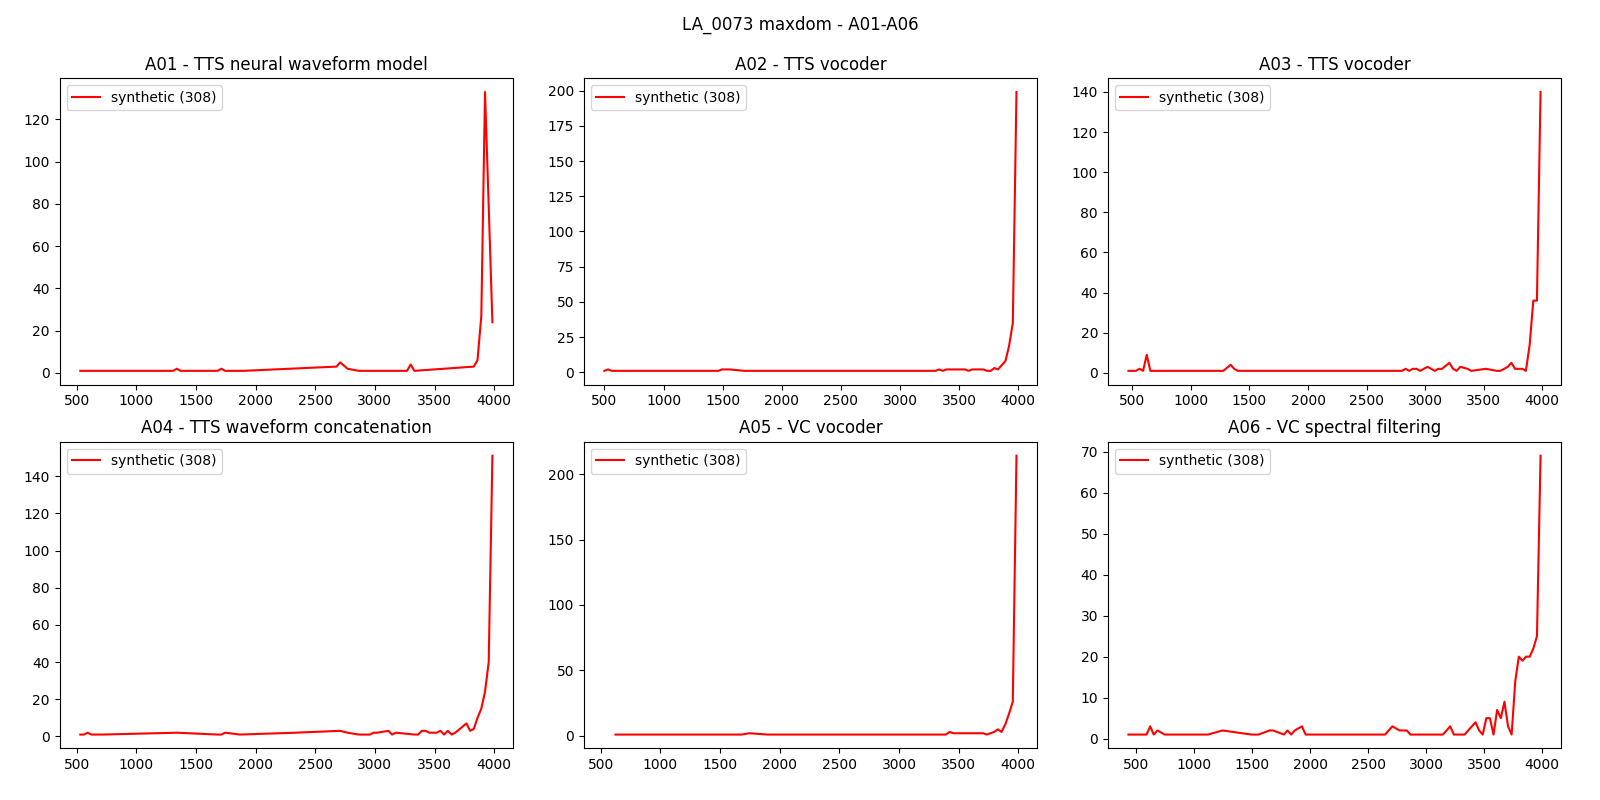 LA_0073 maxdom - A01-A06
A01 - TTS neural waveform model
synthetic (308)
120
100
80
60
40
20
0
500 1000 1500 2000 2500 3000 3500 4000
A02 - TTS vocoder
synthetic (308)
200
175
150
125
100
75
50
25
0
500 1000 1500 2000 2500 3000 3500 4000
A03 - TTS vocoder
synthetic (308)
140
120
100
80
60
40
20
0
500 1000 1500 2000 2500 3000 3500 4000
A04 - TTS waveform concatenation
synthetic (308)
140
120
100
80
60
40
20
0
500 1000 1500 2000 2500 3000 3500 4000
A05 - VC vocoder
synthetic (308)
200
150
100
50
0
500 1000 1500 2000 2500 3000 3500 4000
A06 - VC spectral filtering
synthetic (308)
70
60
50
40
30
20
10
0
500 1000 1500 2000 2500 3000 3500 4000